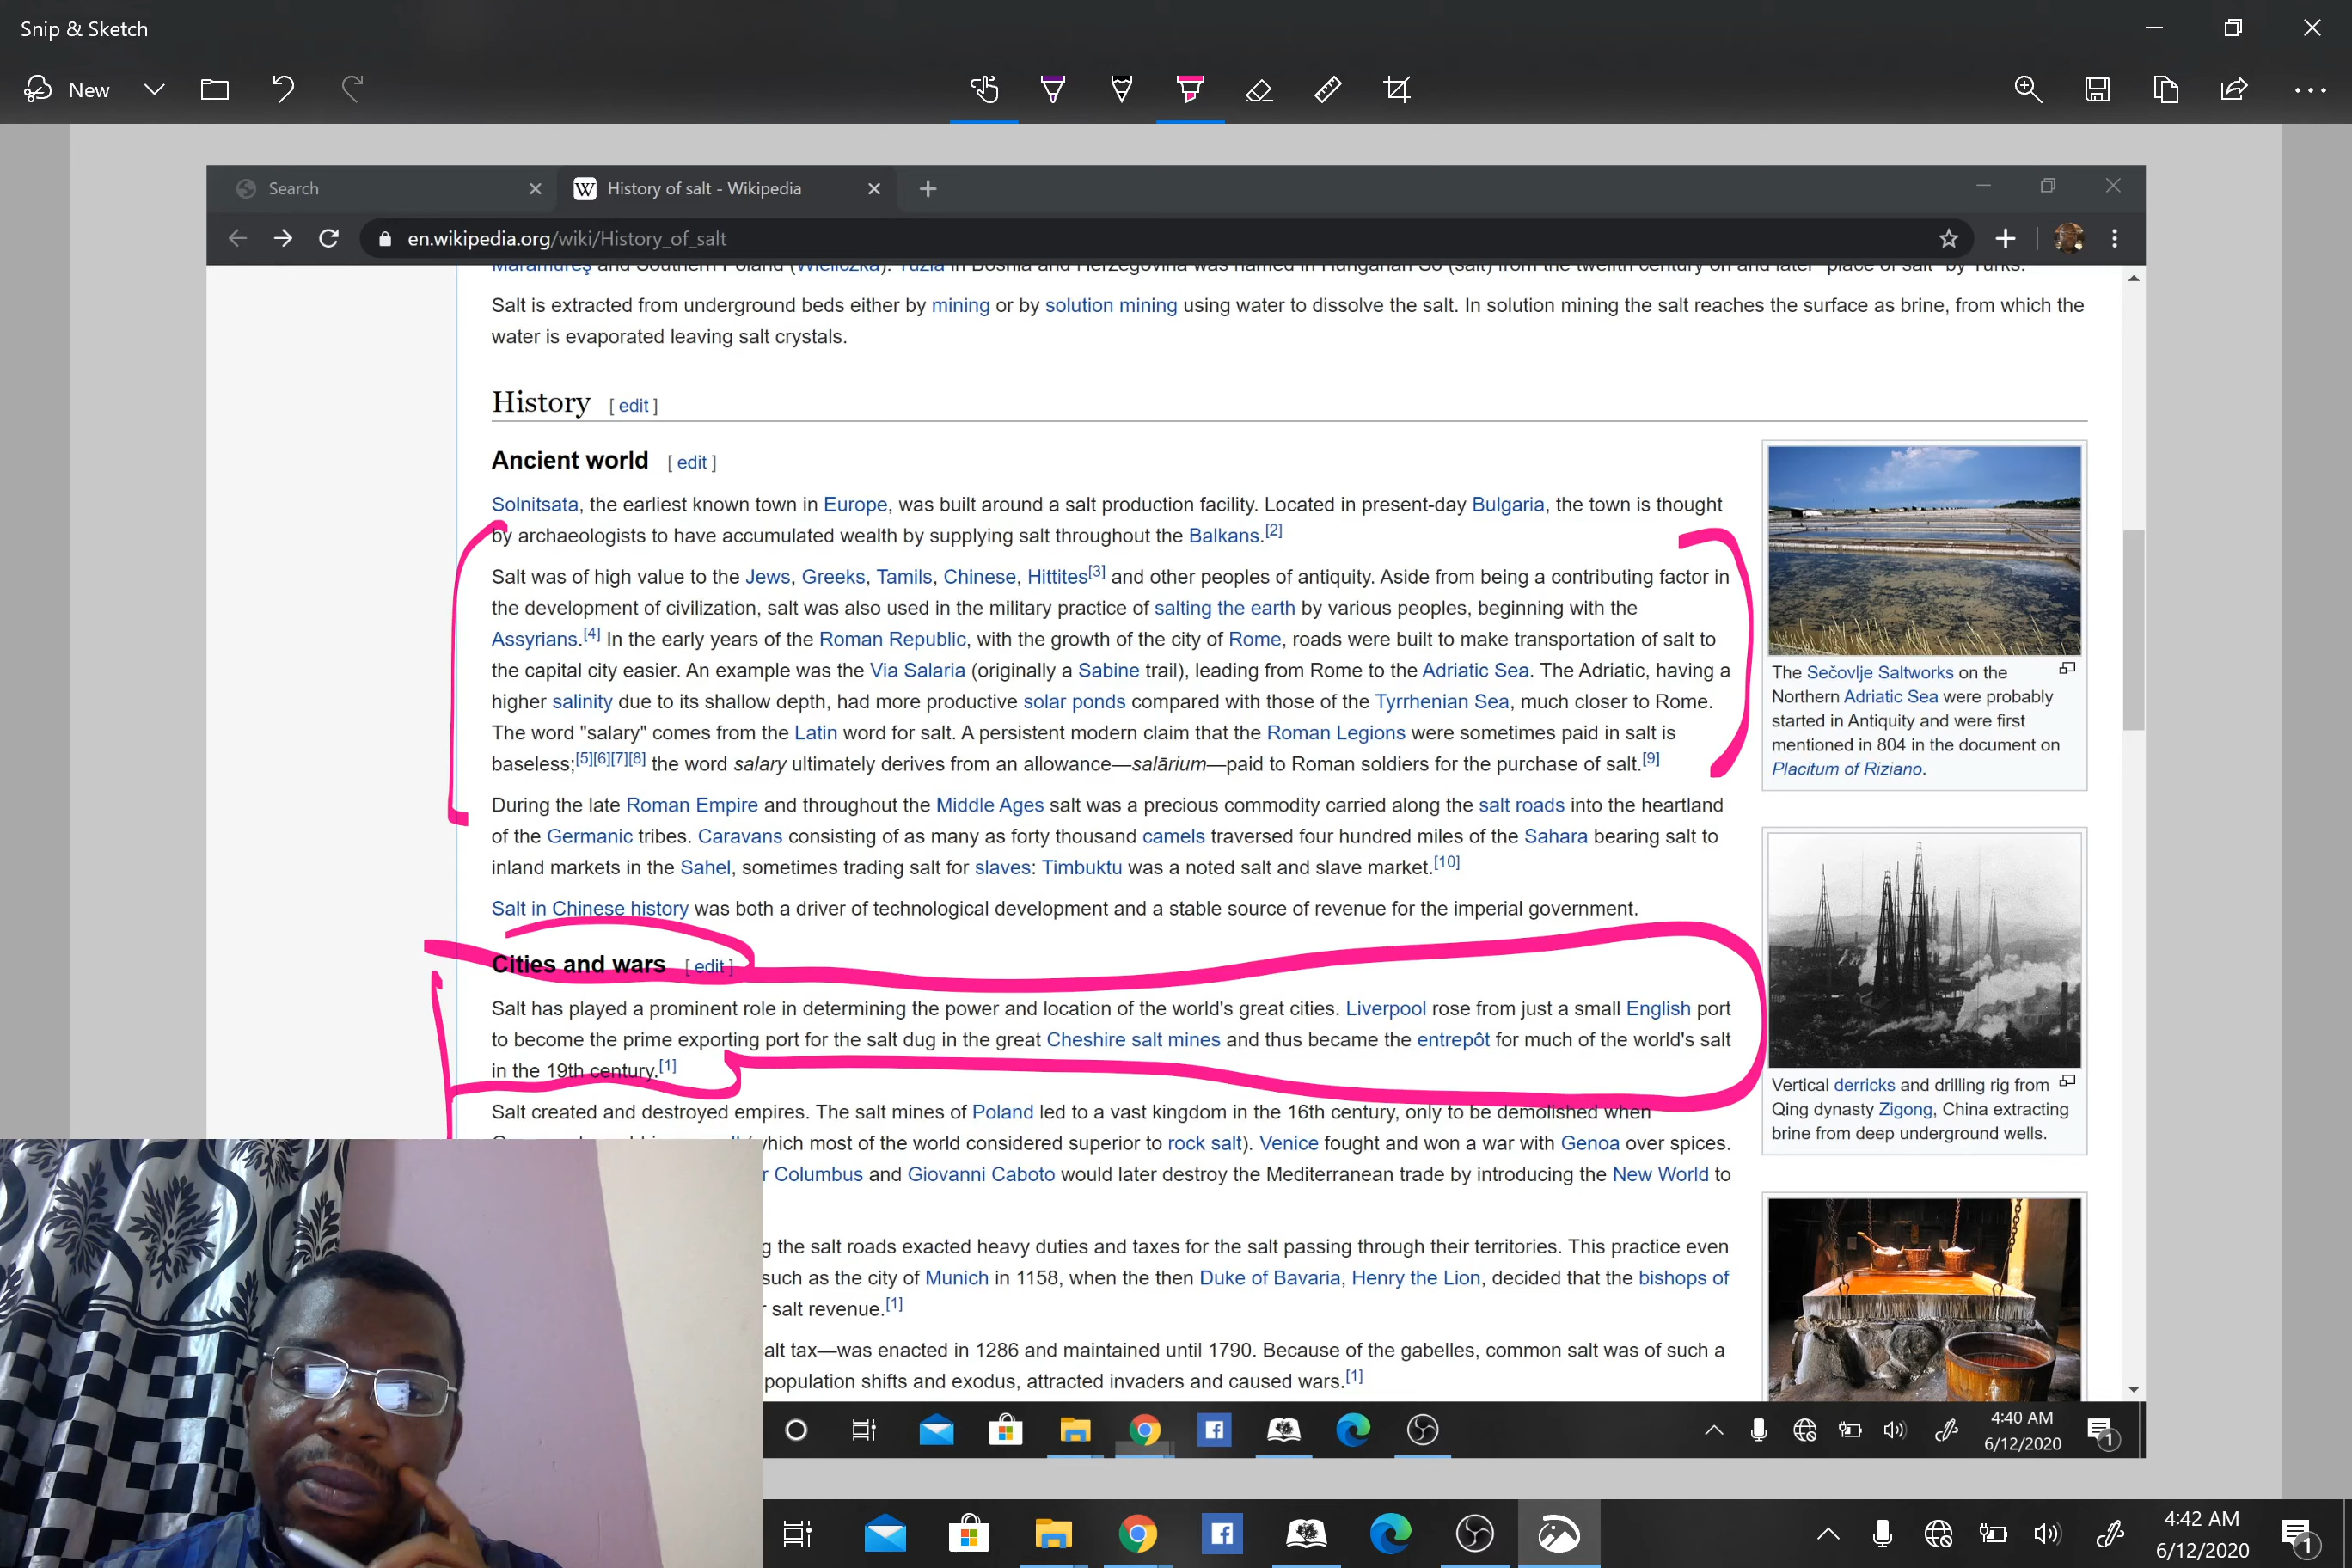 Snip & Sketch
New
Search
History of salt - Wikipedia
en.wikipedia.org/wiki/History_of_salt
Maramureș and Southern Poland (Wieliczka). Tuzla in Bosnia and Herzegovina was named in Hungarian Só (salt) from the twelfth century on and later "place of salt" by Turks.
Salt is extracted from underground beds either by mining or by solution mining using water to dissolve the salt. In solution mining the salt reaches the surface as brine, from which the
water is evaporated leaving salt crystals.
History [ edit ]
Ancient world [ edit ]
Solnitsata, the earliest known town in Europe, was built around a salt production facility. Located in present-day Bulgaria, the town is thought
by archaeologists to have accumulated wealth by supplying salt throughout the Balkans.[2]
Salt was of high value to the Jews, Greeks, Tamils, Chinese, Hittites[3] and other peoples of antiquity. Aside from being a contributing factor in
the development of civilization, salt was also used in the military practice of salting the earth by various peoples, beginning with the
Assyrians.[4] In the early years of the Roman Republic, with the growth of the city of Rome, roads were built to make transportation of salt to
the capital city easier. An example was the Via Salaria (originally a Sabine trail), leading from Rome to the Adriatic Sea. The Adriatic, having a
higher salinity due to its shallow depth, had more productive solar ponds compared with those of the Tyrrhenian Sea, much closer to Rome.
The word "salary" comes from the Latin word for salt. A persistent modern claim that the Roman Legions were sometimes paid in salt is
baseless;[5][6][7][8] the word salary ultimately derives from an allowance—salārium—paid to Roman soldiers for the purchase of salt.[9]
During the late Roman Empire and throughout the Middle Ages salt was a precious commodity carried along the salt roads into the heartland
of the Germanic tribes. Caravans consisting of as many as forty thousand camels traversed four hundred miles of the Sahara bearing salt to
inland markets in the Sahel, sometimes trading salt for slaves: Timbuktu was a noted salt and slave market.[10]
Salt in Chinese history was both a driver of technological development and a stable source of revenue for the imperial government.
Cities and wars [ edit ]
Salt has played a prominent role in determining the power and location of the world's great cities. Liverpool rose from just a small English port
to become the prime exporting port for the salt dug in the great Cheshire salt mines and thus became the entrepôt for much of the world's salt
in the 19th century.[1]
Salt created and destroyed empires. The salt mines of Poland led to a vast kingdom in the 16th century, only to be demolished when
which most of the world considered superior to rock salt). Venice fought and won a war with Genoa over spices.
r Columbus and Giovanni Caboto would later destroy the Mediterranean trade by introducing the New World to
g the salt roads exacted heavy duties and taxes for the salt passing through their territories. This practice even
such as the city of Munich in 1158, when the then Duke of Bavaria, Henry the Lion, decided that the bishops of
r salt revenue.[1]
alt tax—was enacted in 1286 and maintained until 1790. Because of the gabelles, common salt was of such a
population shifts and exodus, attracted invaders and caused wars.[1]
The Sečovlje Saltworks on the
Northern Adriatic Sea were probably
started in Antiquity and were first
mentioned in 804 in the document on
Placitum of Riziano.
Vertical derricks and drilling rig from
Qing dynasty Zigong, China extracting
brine from deep underground wells.
4:40 AM
6/12/2020
1
4:42 AM
6/12/2020
1